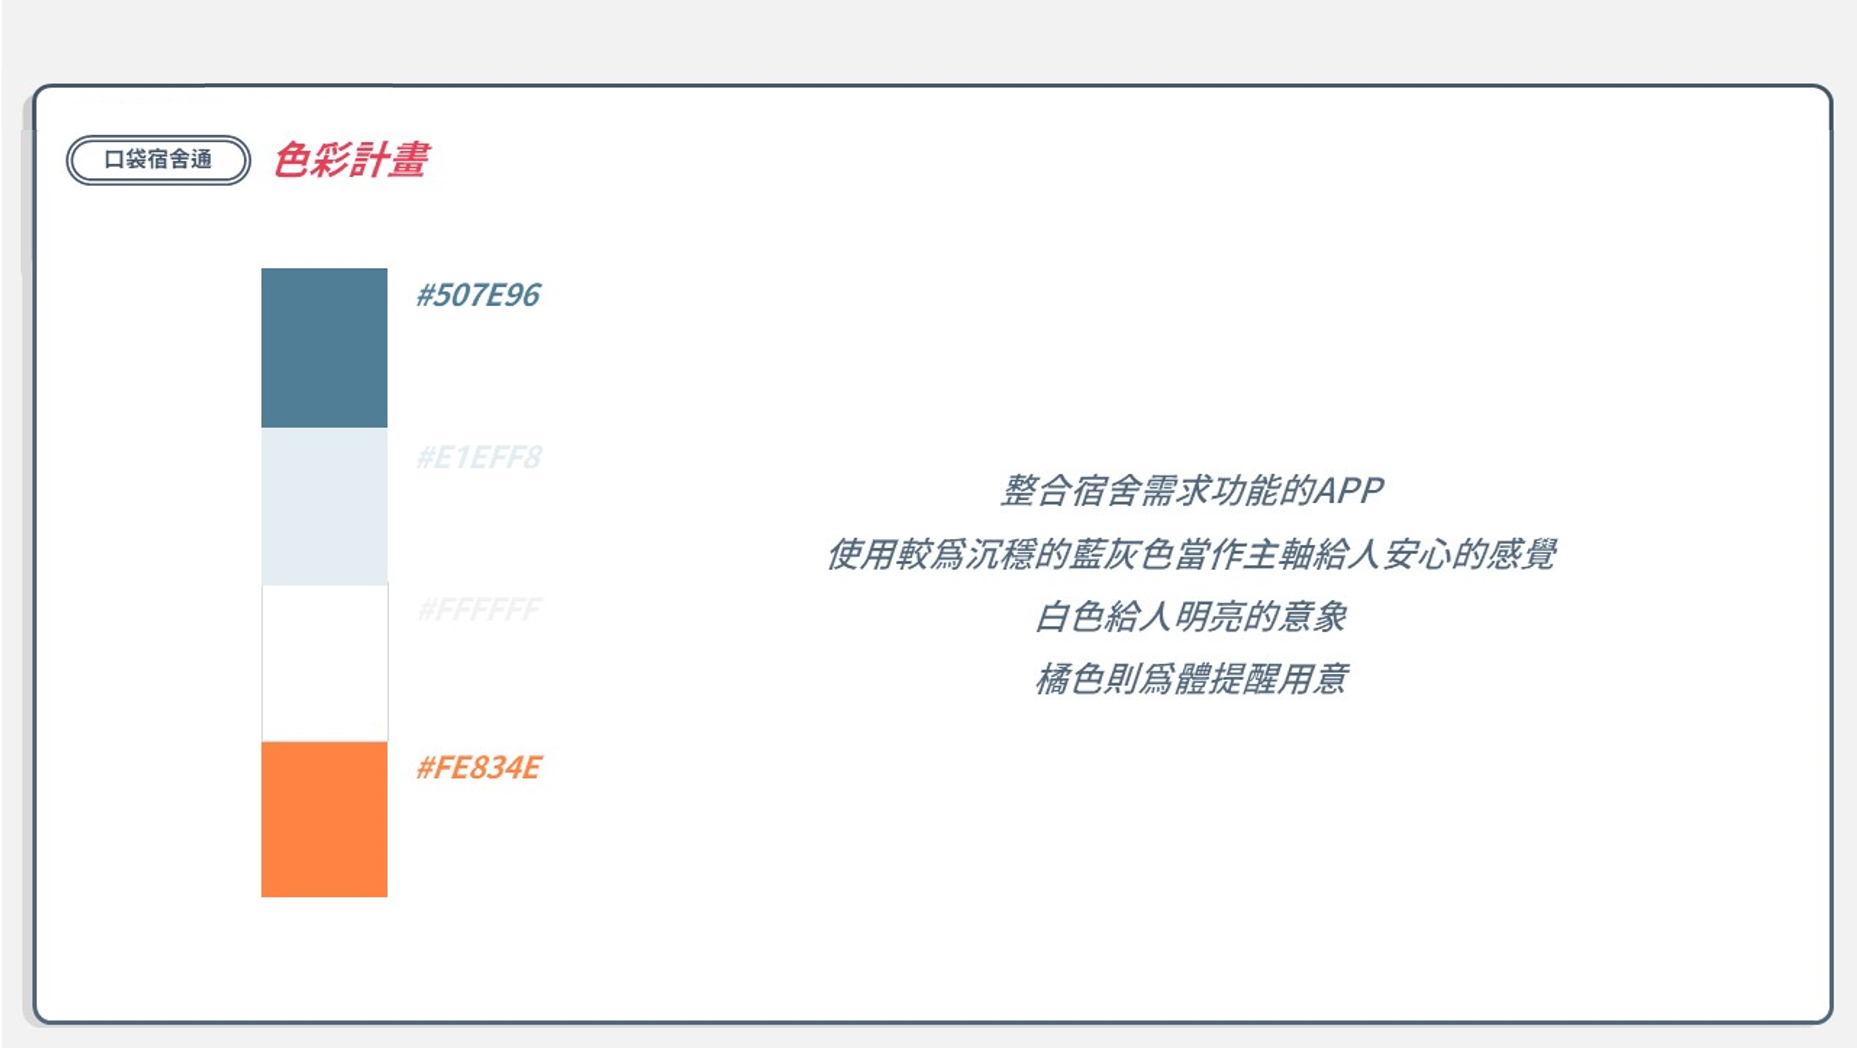 口袋宿舍通
色彩計畫
#507E96
#E1EFF8
#FFFFFF
#FE834E
整合宿舍需求功能的APP
使用較爲沉穩的藍灰色當作主軸給人安心的感覺
白色給人明亮的意象
橘色則爲體提醒用意